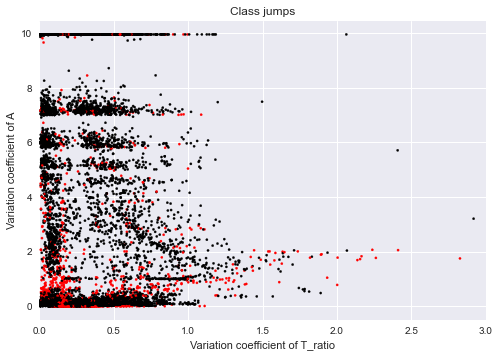 Class jumps
Variation coefficient of A
10
8
6
4
2
0
0.0 0.5 1.0 1.5 2.0 2.5 3.0
Variation coefficient of T_ratio